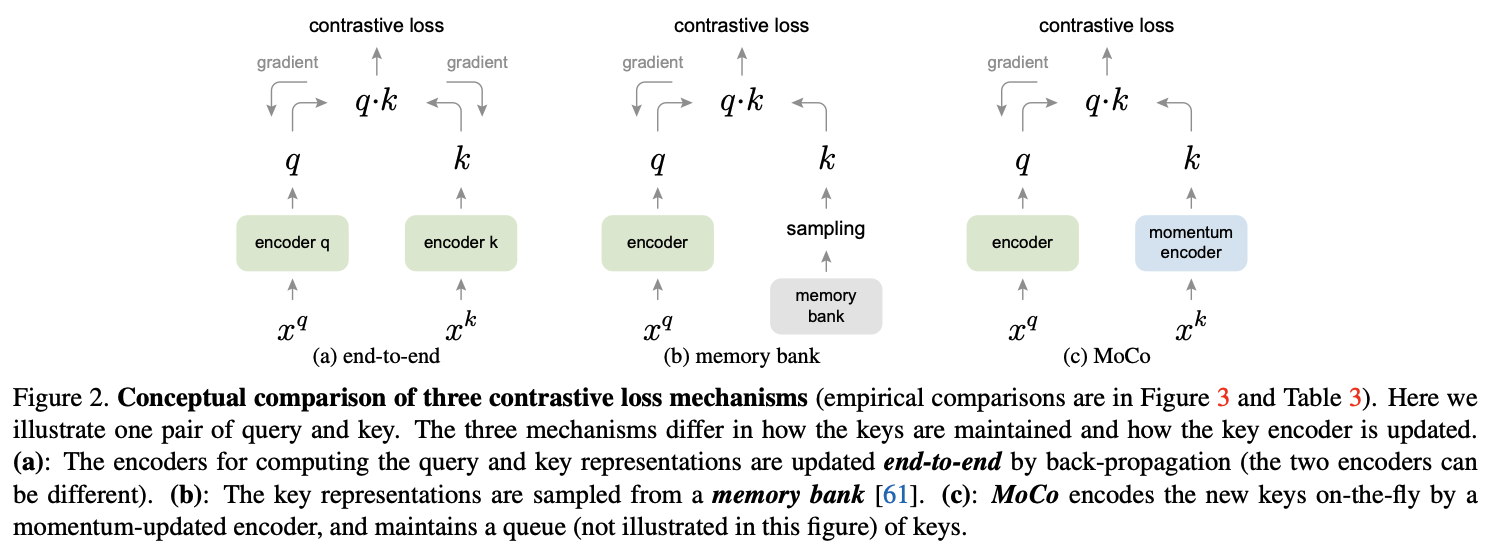 contrastive loss
gradient gradient
q·k
q k
encoder q encoder k
x^q x^k
(a) end-to-end
contrastive loss
gradient
q·k
q k
encoder sampling
memory
bank
x^q
(b) memory bank
contrastive loss
gradient
q·k
q k
encoder momentum
encoder
x^q x^k
(c) MoCo
Figure 2. Conceptual comparison of three contrastive loss mechanisms (empirical comparisons are in Figure 3 and Table 3). Here we
illustrate one pair of query and key. The three mechanisms differ in how the keys are maintained and how the key encoder is updated.
(a): The encoders for computing the query and key representations are updated end-to-end by back-propagation (the two encoders can
be different). (b): The key representations are sampled from a memory bank [61]. (c): MoCo encodes the new keys on-the-fly by a
momentum-updated encoder, and maintains a queue (not illustrated in this figure) of keys.